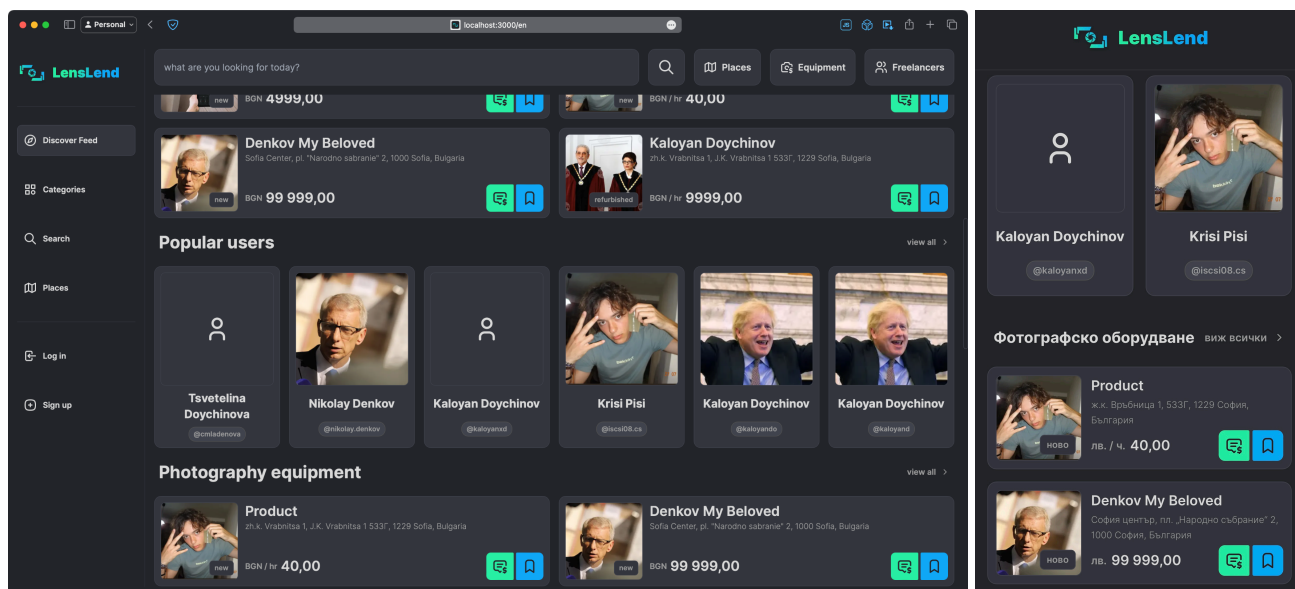 Personal
localhost:3000/en
LensLend
what are you looking for today?
Places
Equipment
Freelancers
Discover Feed
Categories
Search
Places
Log in
Sign up
new
BGN 4999,00
new
BGN / hr 40,00
Denkov My Beloved
Sofia Center, pl. "Narodno sabranie" 2, 1000 Sofia, Bulgaria
new
BGN 99 999,00
Kaloyan Doychinov
zh.k. Vrabnitsa 1, J.K. Vrabnitsa 1 533Г, 1229 Sofia, Bulgaria
refurbished
BGN / hr 9999,00
Popular users
view all
Tsvetelina
Doychinova
@cmladenova
Nikolay Denkov
@nikolay.denkov
Kaloyan Doychinov
@kaloyanxd
Krisi Pisi
@iscsi08.cs
Kaloyan Doychinov
@kaloyando
Kaloyan Doychinov
@kaloyand
Photography equipment
view all
Product
zh.k. Vrabnitsa 1, J.K. Vrabnitsa 1 533Г, 1229 Sofia, Bulgaria
new
BGN / hr 40,00
Denkov My Beloved
Sofia Center, pl. "Narodno sabranie" 2, 1000 Sofia, Bulgaria
new
BGN 99 999,00
LensLend
Kaloyan Doychinov
@kaloyanxd
Krisi Pisi
@iscsi08.cs
Фотографско оборудване
виж всички
Product
ж.к. Връбница 1, 533Г, 1229 София,
България
НОВО
лв. / ч. 40,00
Denkov My Beloved
София център, пл. „Народно събрание" 2,
1000 София, България
НОВО
лв. 99 999,00